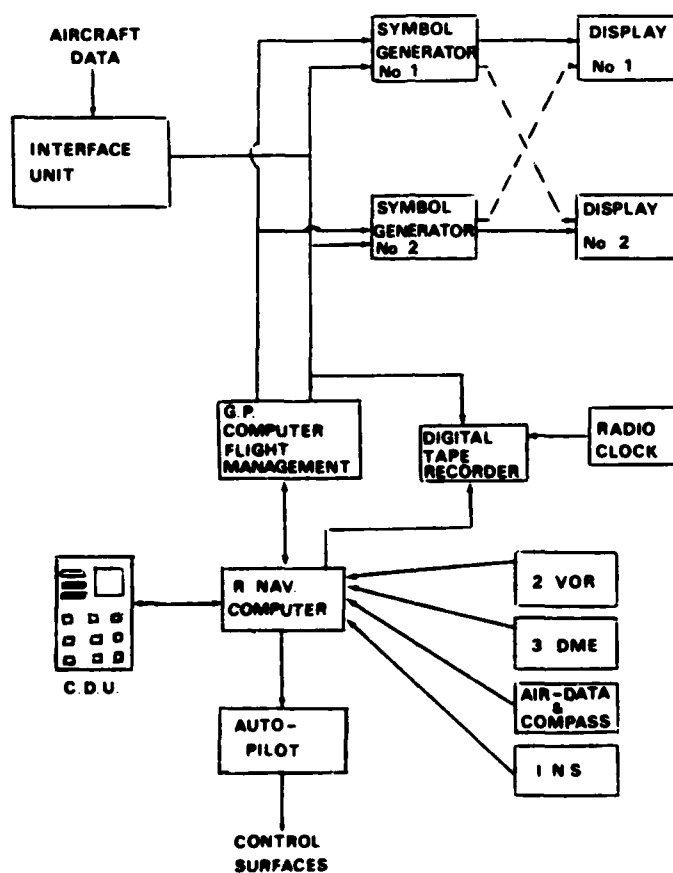 AIRCRAFT
DATA
INTERFACE
UNIT
SYMBOL
GENERATOR
No 1
DISPLAY
No 1
SYMBOL
GENERATOR
No 2
DISPLAY
No 2
G.P.
COMPUTER
FLIGHT
MANAGEMENT
DIGITAL
TAPE
RECORDER
RADIO
CLOCK
R NAV.
COMPUTER
C.D.U.
2 VOR
3 DME
AIR-DATA
&
COMPASS
I N S
AUTO-
PILOT
CONTROL
SURFACES